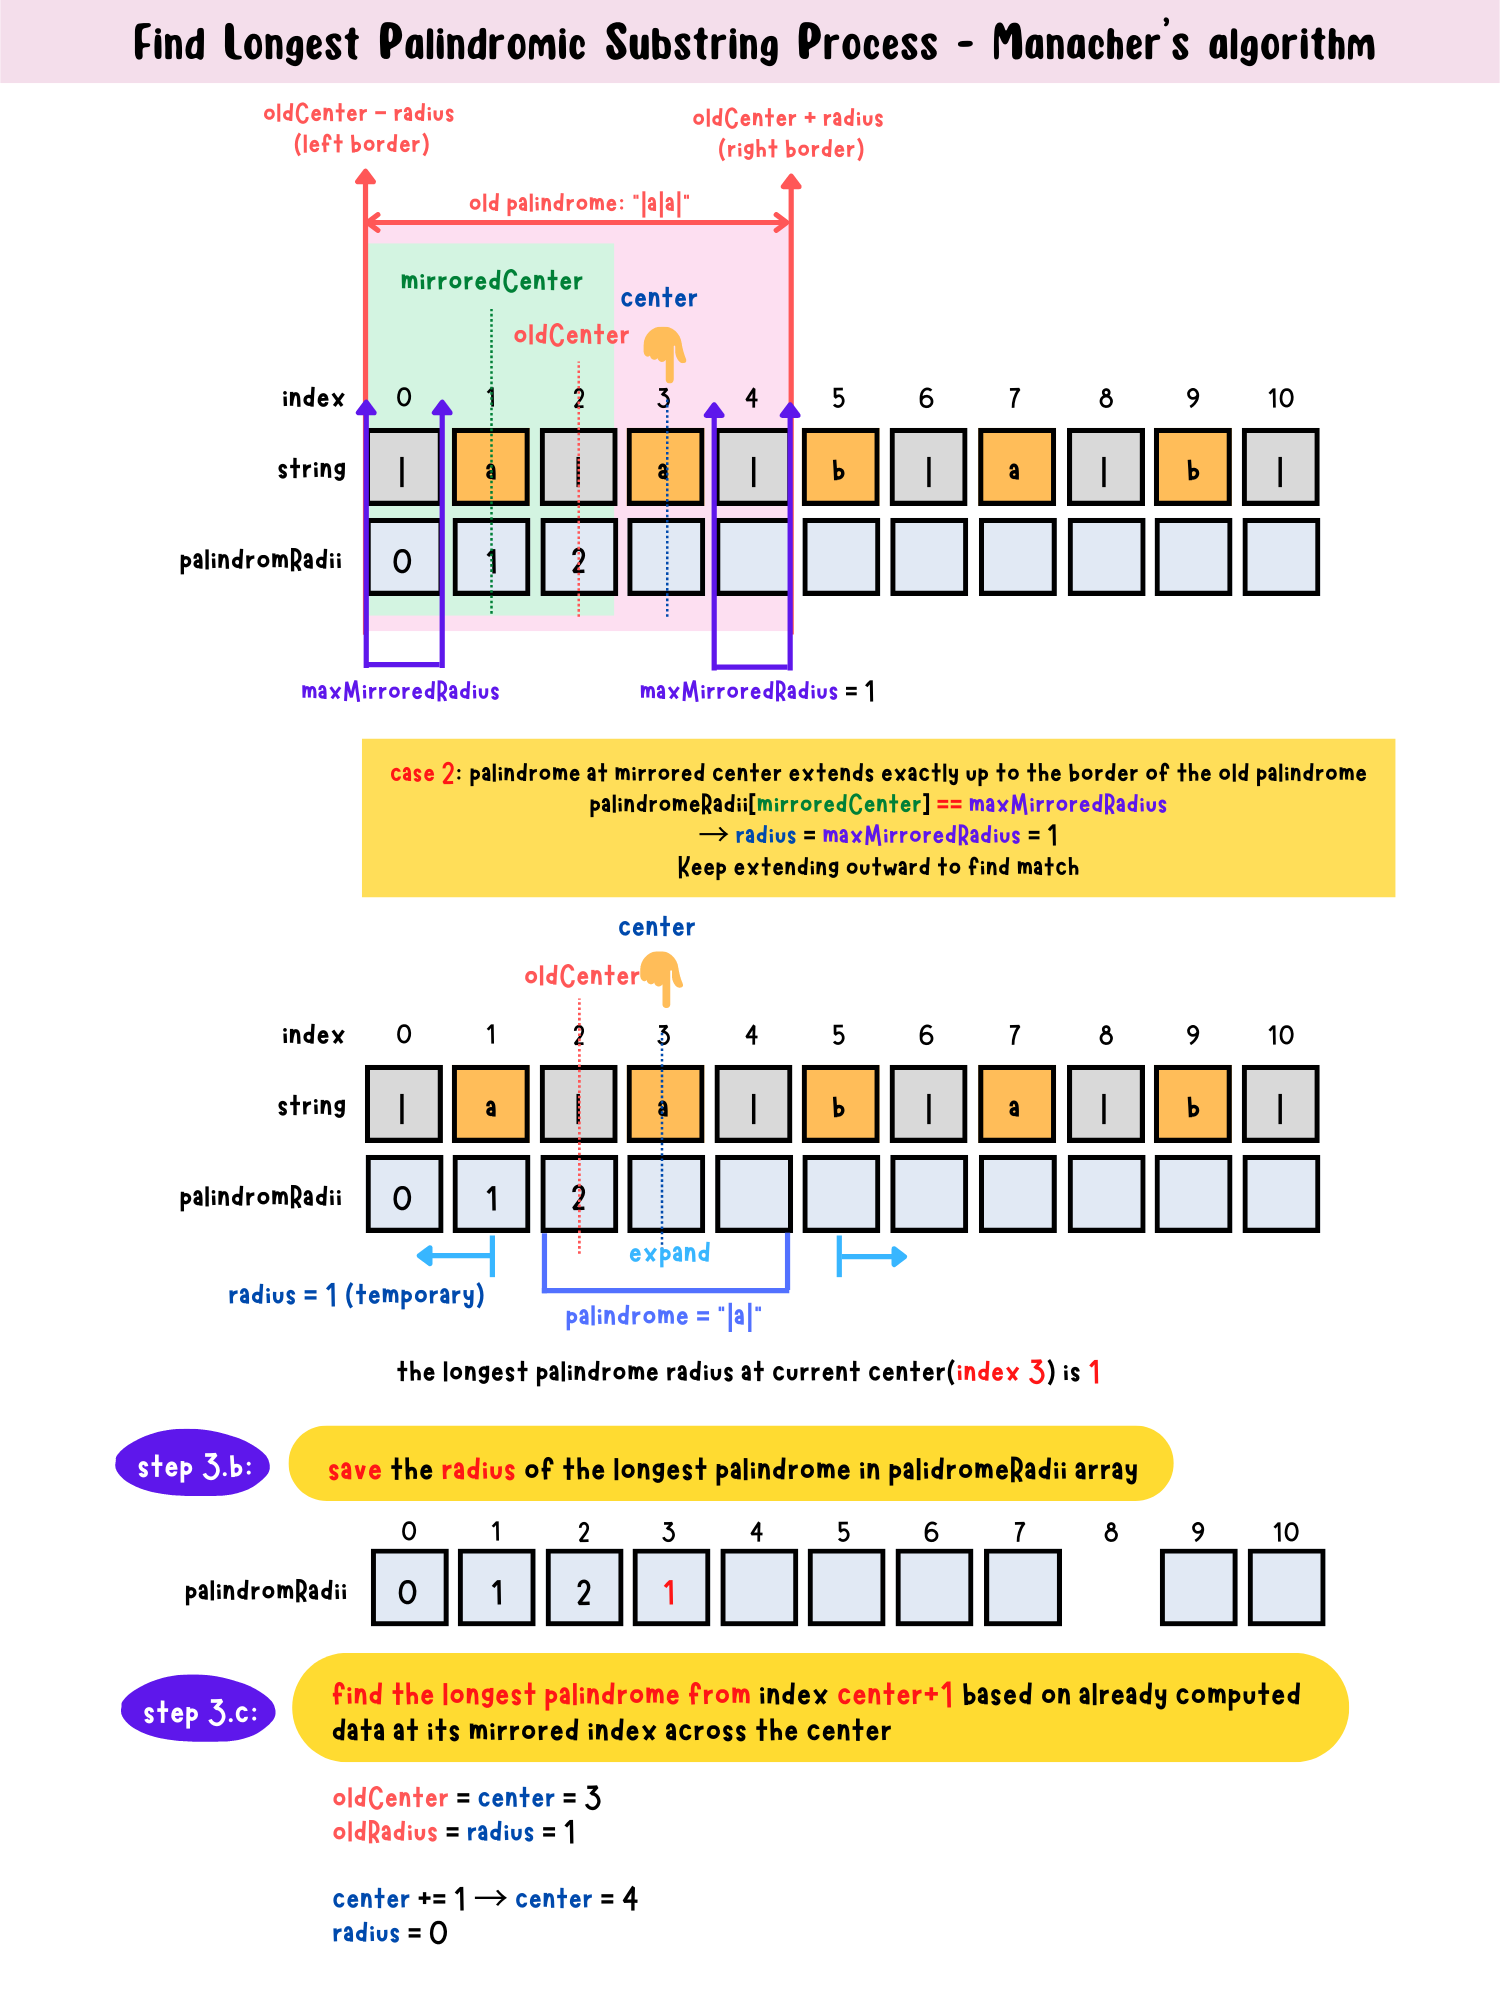 Find Longest Palindromic Substring Process - Manacher's algorithm
oldCenter - radius
(left border)
oldCenter + radius
(right border)
old palindrome: "|a|a|"
mirroredCenter
center
oldCenter
index 0 1 2 3 4 5 6 7 8 9 10
string | a | a | b | a | b |
palindromRadii 0 1 2
maxMirroredRadius
maxMirroredRadius = 1
case 2: palindrome at mirrored center extends exactly up to the border of the old palindrome
palindromeRadii[mirroredCenter] == maxMirroredRadius
→ radius = maxMirroredRadius = 1
Keep extending outward to find match
center
oldCenter
index 0 1 2 3 4 5 6 7 8 9 10
string | a | a | b | a | b |
palindromRadii 0 1 2
expand
radius = 1 (temporary)
palindrome = "|a|"
the longest palindrome radius at current center(index 3) is 1
step 3.b:
save the radius of the longest palindrome in palidromeRadii array
0 1 2 3 4 5 6 7 8 9 10
palindromRadii 0 1 2 1
step 3.c:
find the longest palindrome from index center+1 based on already computed
data at its mirrored index across the center
oldCenter = center = 3
oldRadius = radius = 1
center += 1 → center = 4
radius = 0